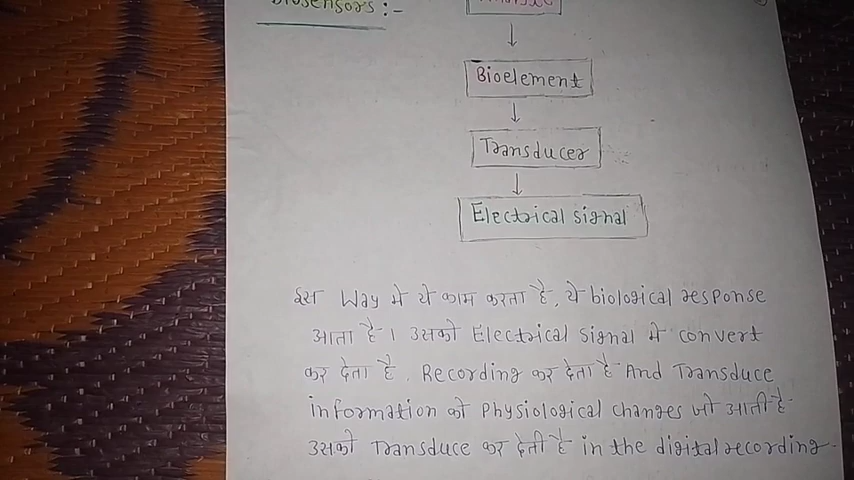 Biosensors :-
Bioelement
Transducer
Electrical signal
इस Way मे ये काम करता है, ये biological response
आता है। उसको Electrical signal मे convert
कर देता है. Recording कर देता है And Transduce
information को Physiological changes जो आती है
उसको Transduce कर देती है in the digital recording.